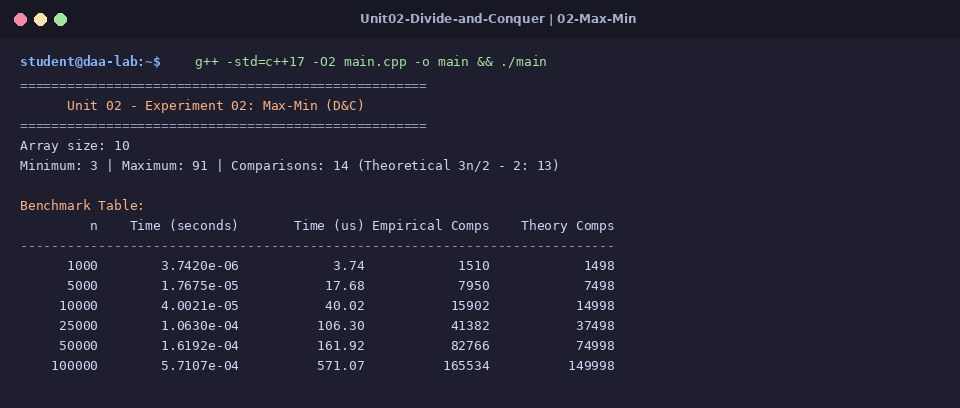 Unit02-Divide-and-Conquer | 02-Max-Min
student@daa-lab:~$ g++ -std=c++17 -O2 main.cpp -o main && ./main
====================================================
Unit 02 - Experiment 02: Max-Min (D&C)
====================================================
Array size: 10
Minimum: 3 | Maximum: 91 | Comparisons: 14 (Theoretical 3n/2 - 2: 13)
Benchmark Table:
n Time (seconds) Time (us) Empirical Comps Theory Comps
----------------------------------------------------------------------------
1000 3.7420e-06 3.74 1510 1498
5000 1.7675e-05 17.68 7950 7498
10000 4.0021e-05 40.02 15902 14998
25000 1.0630e-04 106.30 41382 37498
50000 1.6192e-04 161.92 82766 74998
100000 5.7107e-04 571.07 165534 149998